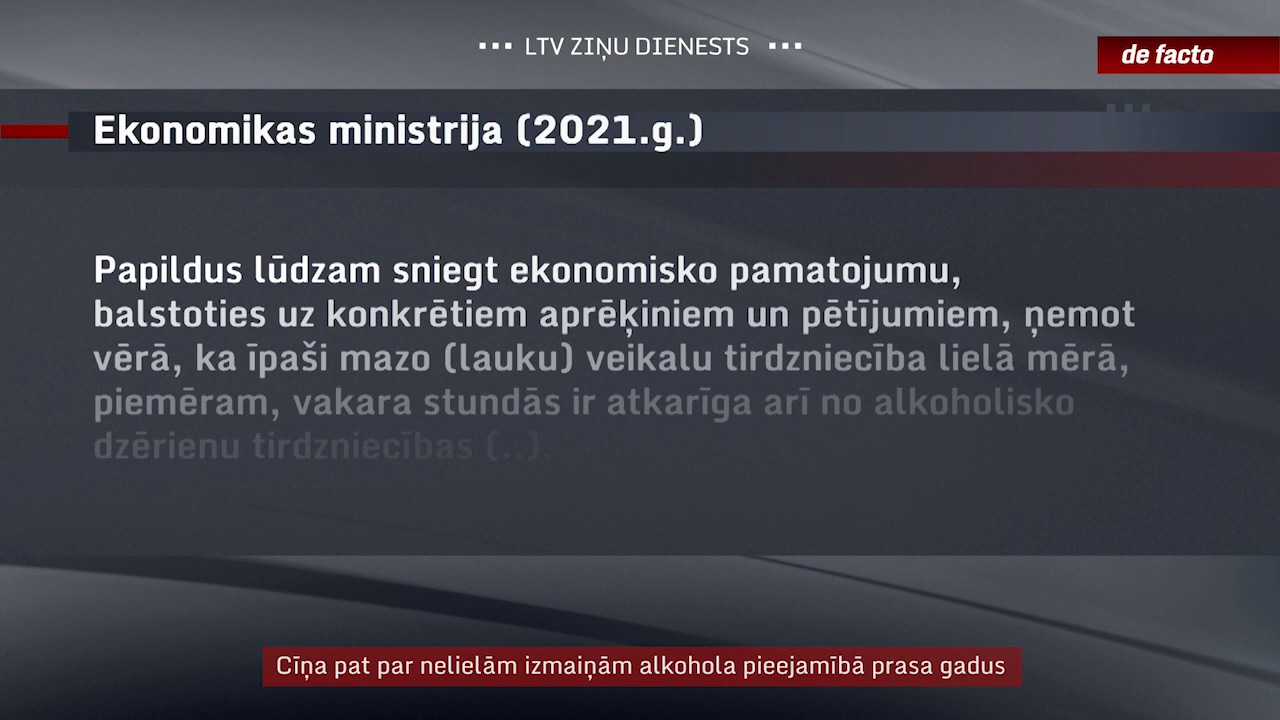 LTV ZIŅU DIENESTS
de facto
Ekonomikas ministrija (2021.g.)
Papildus lūdzam sniegt ekonomisko pamatojumu,
balstoties uz konkrētiem aprēķiniem un pētījumiem, ņemot
vērā, ka īpaši mazo (lauku) veikalu tirdzniecība lielā mērā,
piemēram, vakara stundās ir atkarīga arī no alkoholisko
dzērienu tirdzniecības (..).
Cīņa pat par nelielām izmaiņām alkohola pieejamībā prasa gadus